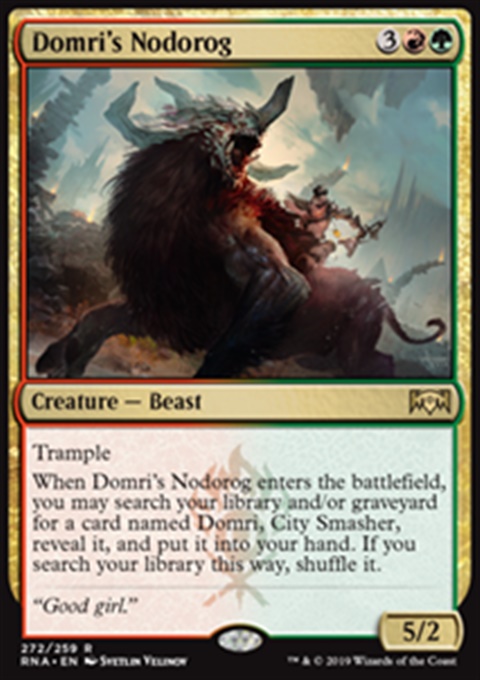 Domri's Nodorog
3
Creature — Beast
Trample
When Domri's Nodorog enters the battlefield,
you may search your library and/or graveyard
for a card named Domri, City Smasher,
reveal it, and put it into your hand. If you
search your library this way, shuffle it.
"Good girl."
5/2
272/259 R
RNA • EN Svetlin Velinov
™ & © 2019 Wizards of the Coast